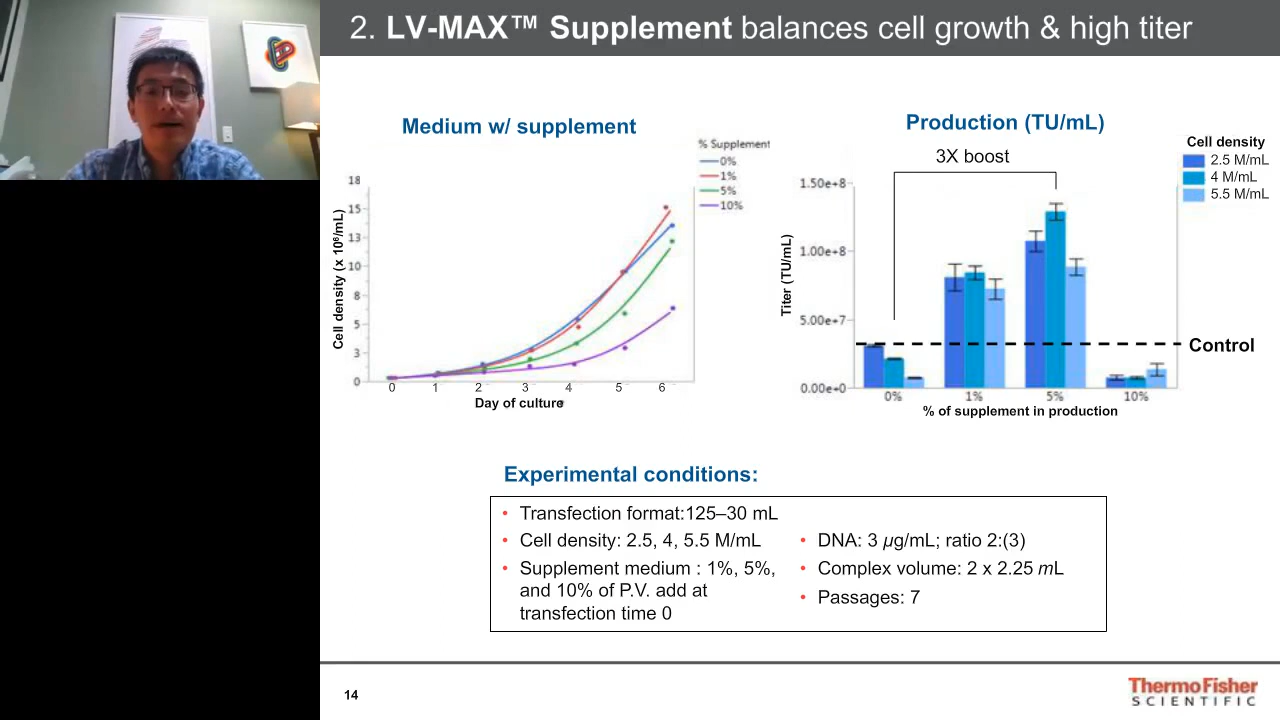 2. LV-MAX™ Supplement balances cell growth & high titer
Medium w/ supplement
% Supplement
0%
1%
5%
10%
18
15
13
10
8
5
3
0
Cell density (x 10⁶/mL)
0 1 2 3 4 5 6
Day of culture
Production (TU/mL)
3X boost
Cell density
2.5 M/mL
4 M/mL
5.5 M/mL
1.50e+8
1.00e+8
5.00e+7
0.00e+0
Titer (TU/mL)
Control
0% 1% 5% 10%
% of supplement in production
Experimental conditions:
• Transfection format:125–30 mL
• Cell density: 2.5, 4, 5.5 M/mL
• Supplement medium : 1%, 5%,
and 10% of P.V. add at
transfection time 0
• DNA: 3 µg/mL; ratio 2:(3)
• Complex volume: 2 x 2.25 mL
• Passages: 7
14
ThermoFisher
SCIENTIFIC